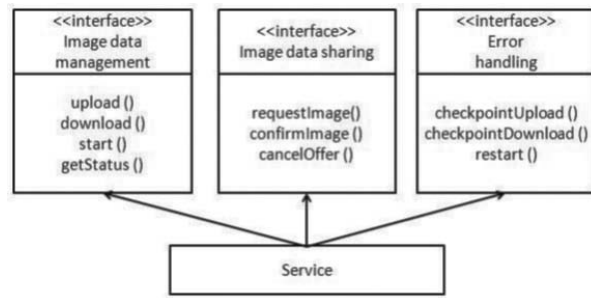 <<interface>>
Image data
management
upload ()
download ()
start ()
getStatus ()
<<interface>>
Image data sharing
requestImage()
confirmImage ()
cancelOffer ()
<<interface>>
Error
handling
checkpointUpload ()
checkpointDownload ()
restart ()
Service